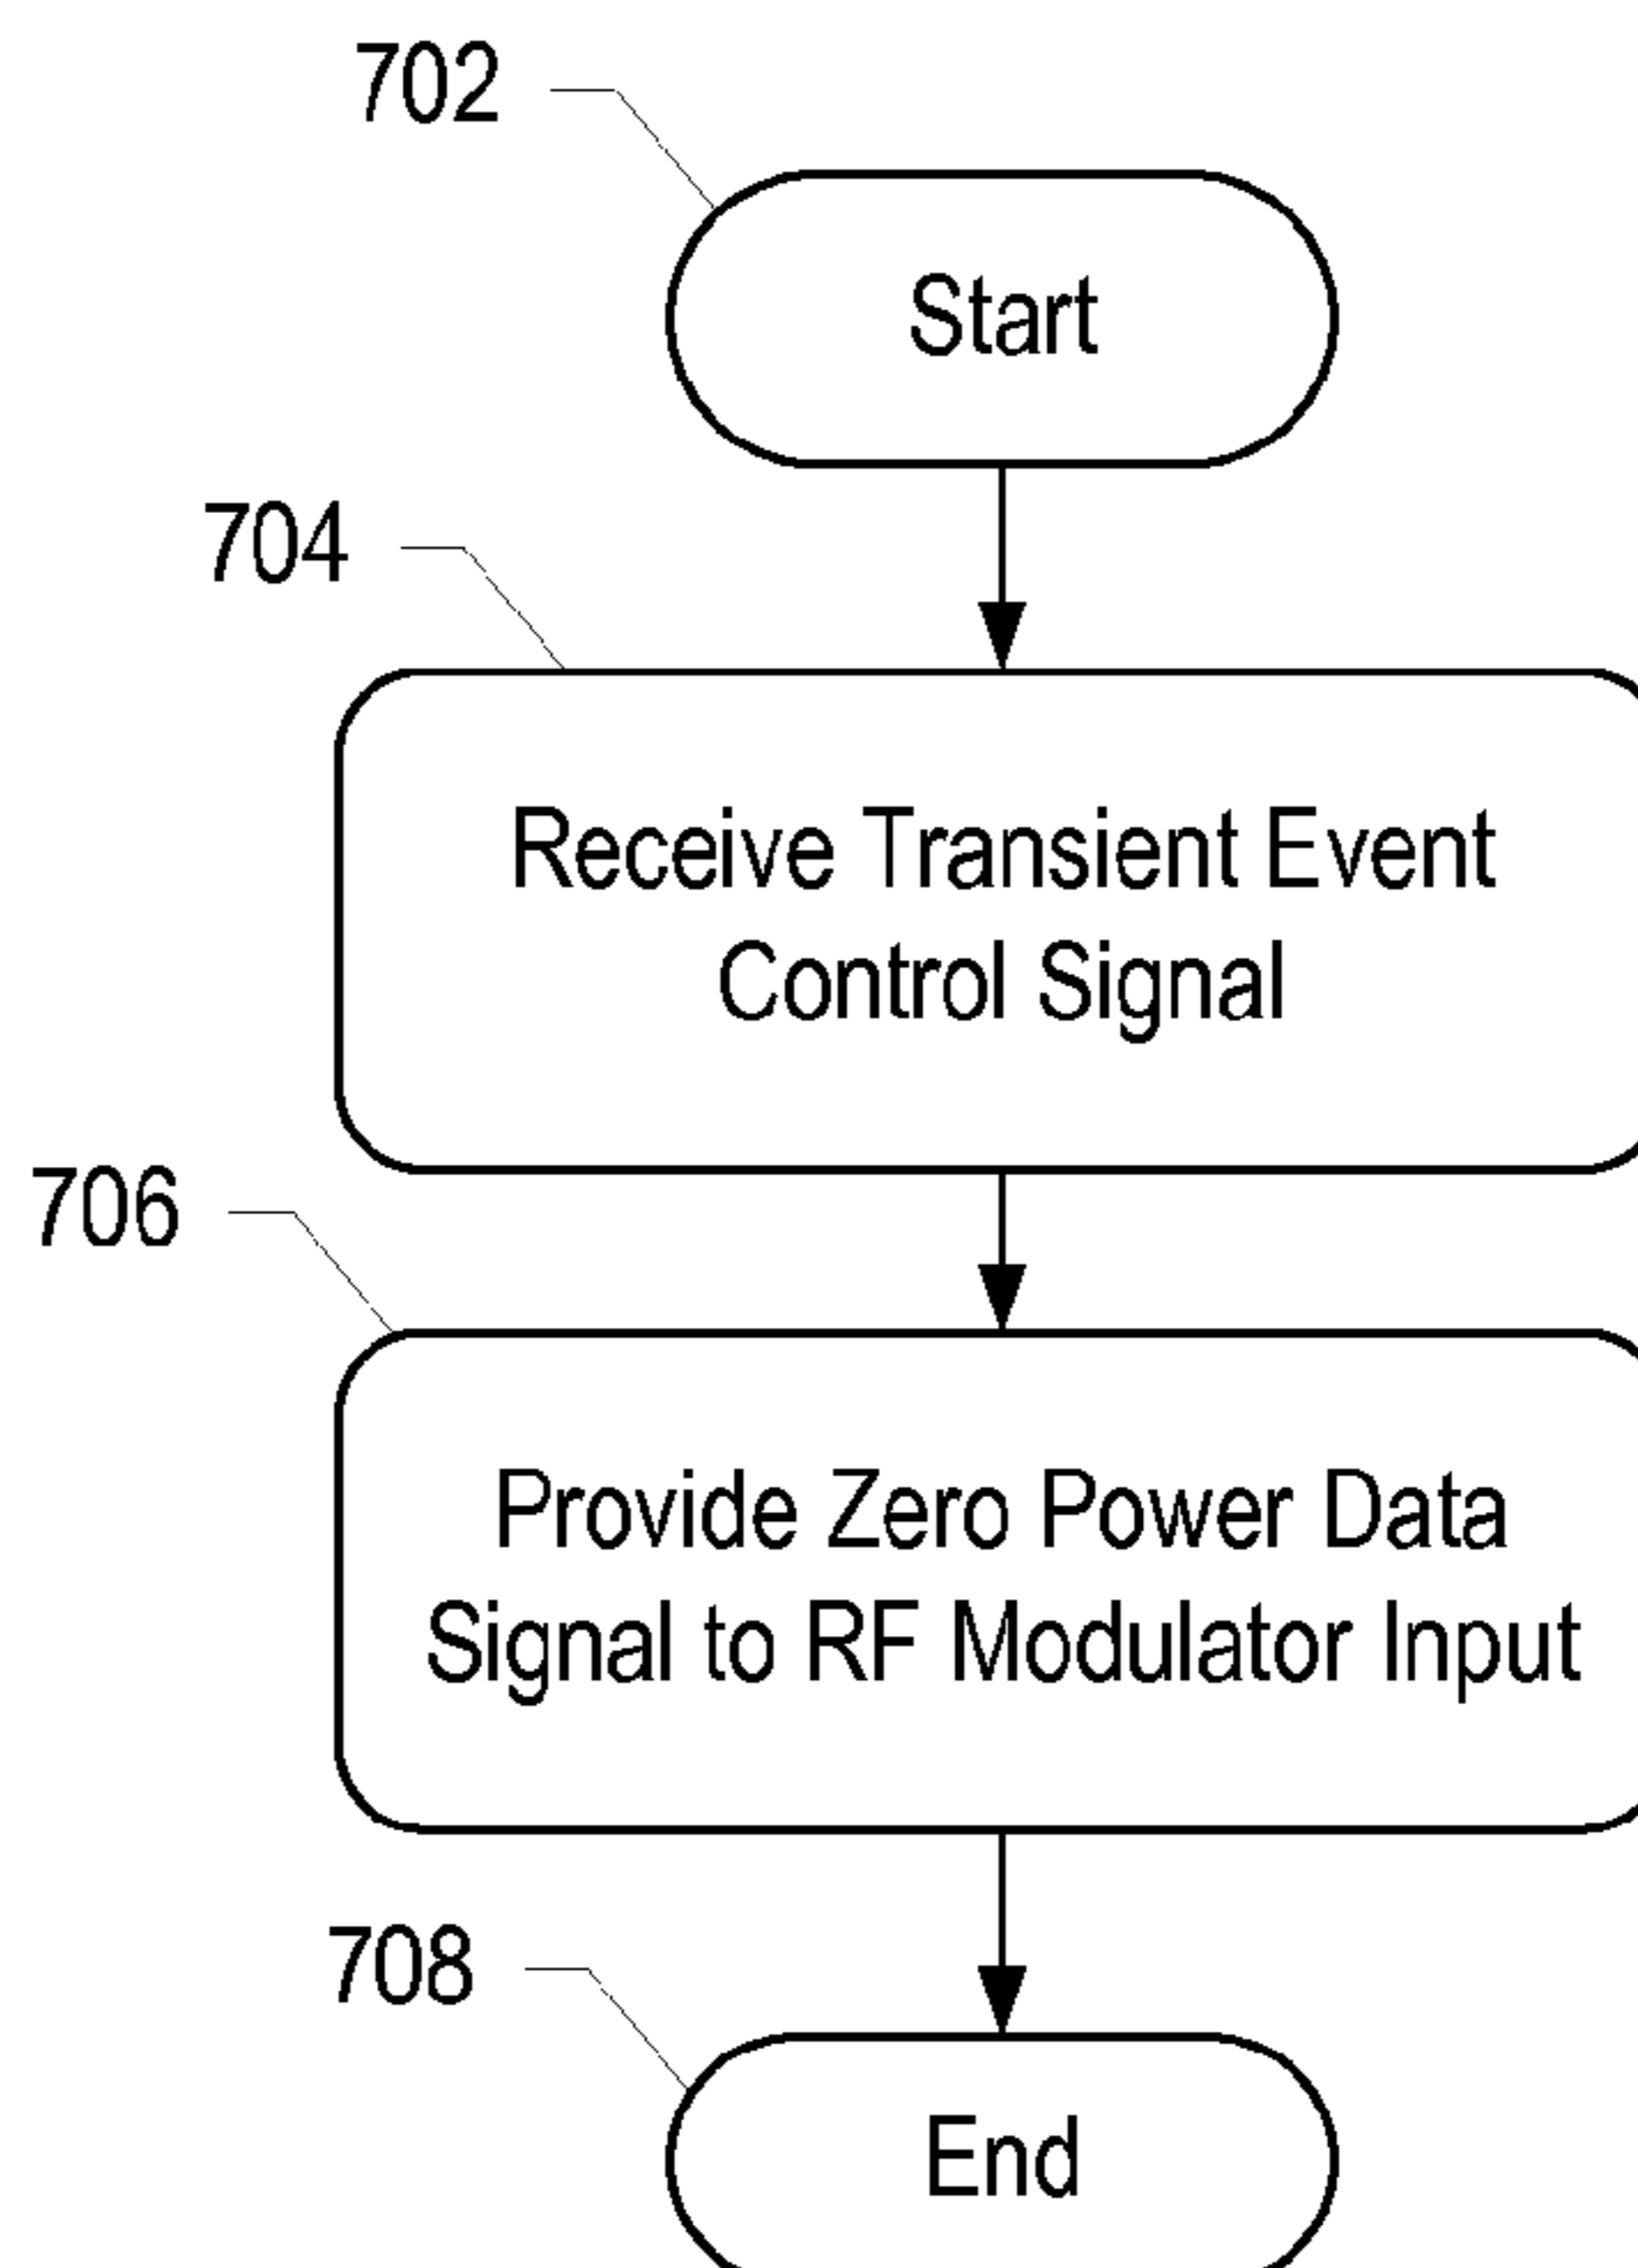 702
Start
704
Receive Transient Event
Control Signal
706
Provide Zero Power Data
Signal to RF Modulator Input
708
End